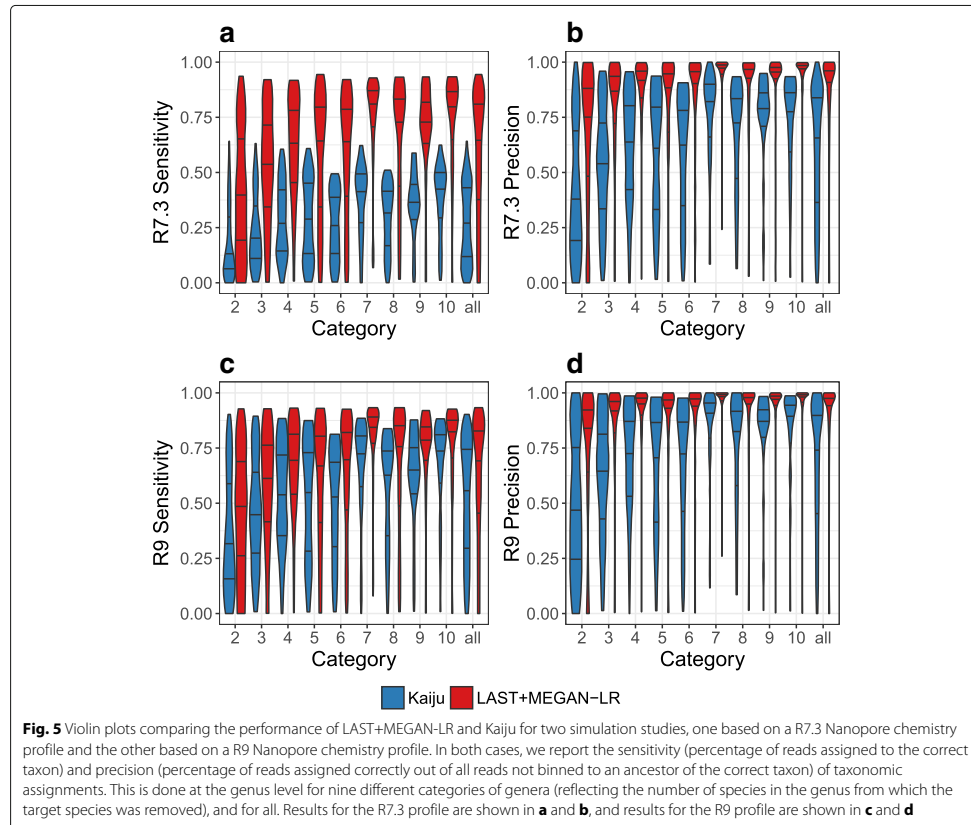 a
b
1.00
0.75
0.50
0.25
0.00
R7.3 Sensitivity
2 3 4 5 6 7 8 9 10 all
Category
1.00
0.75
0.50
0.25
0.00
R7.3 Precision
2 3 4 5 6 7 8 9 10 all
Category
c
d
1.00
0.75
0.50
0.25
0.00
R9 Sensitivity
2 3 4 5 6 7 8 9 10 all
Category
1.00
0.75
0.50
0.25
0.00
R9 Precision
2 3 4 5 6 7 8 9 10 all
Category
Kaiju LAST+MEGAN−LR
Fig. 5 Violin plots comparing the performance of LAST+MEGAN-LR and Kaiju for two simulation studies, one based on a R7.3 Nanopore chemistry
profile and the other based on a R9 Nanopore chemistry profile. In both cases, we report the sensitivity (percentage of reads assigned to the correct
taxon) and precision (percentage of reads assigned correctly out of all reads not binned to an ancestor of the correct taxon) of taxonomic
assignments. This is done at the genus level for nine different categories of genera (reflecting the number of species in the genus from which the
target species was removed), and for all. Results for the R7.3 profile are shown in a and b, and results for the R9 profile are shown in c and d